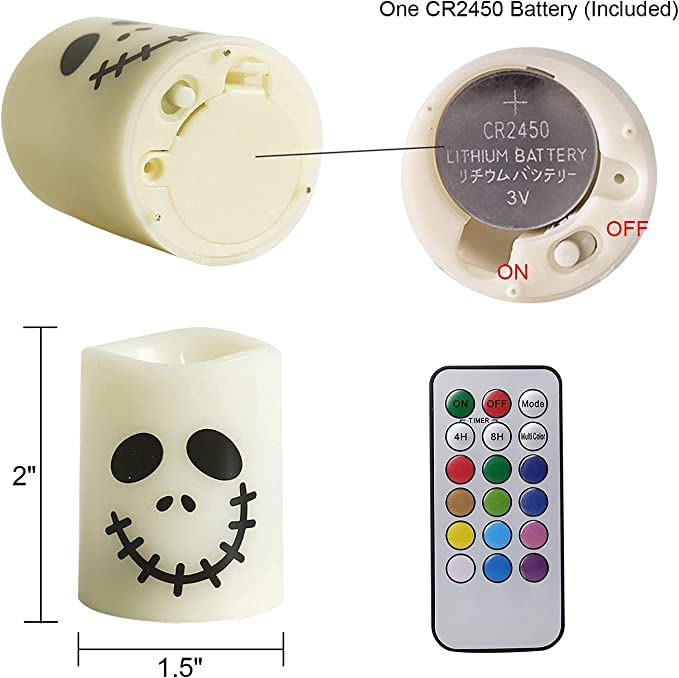 One CR2450 Battery (Included)
+
CR2450
LITHIUM BATTERY
リチウムバッテリー
3V
OFF
ON
2"
1.5"
ON OFF Mode
TIMER
4H 8H Multi Color